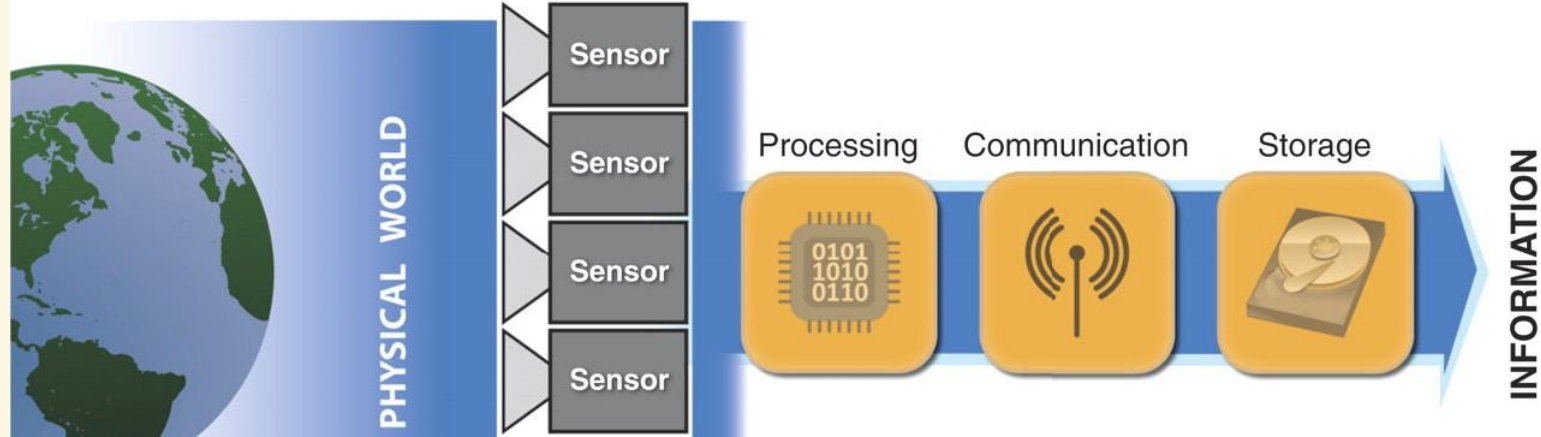 PHYSICAL WORLD
Sensor
Sensor
Sensor
Sensor
Processing
Communication
Storage
0101
1010
0110
INFORMATION